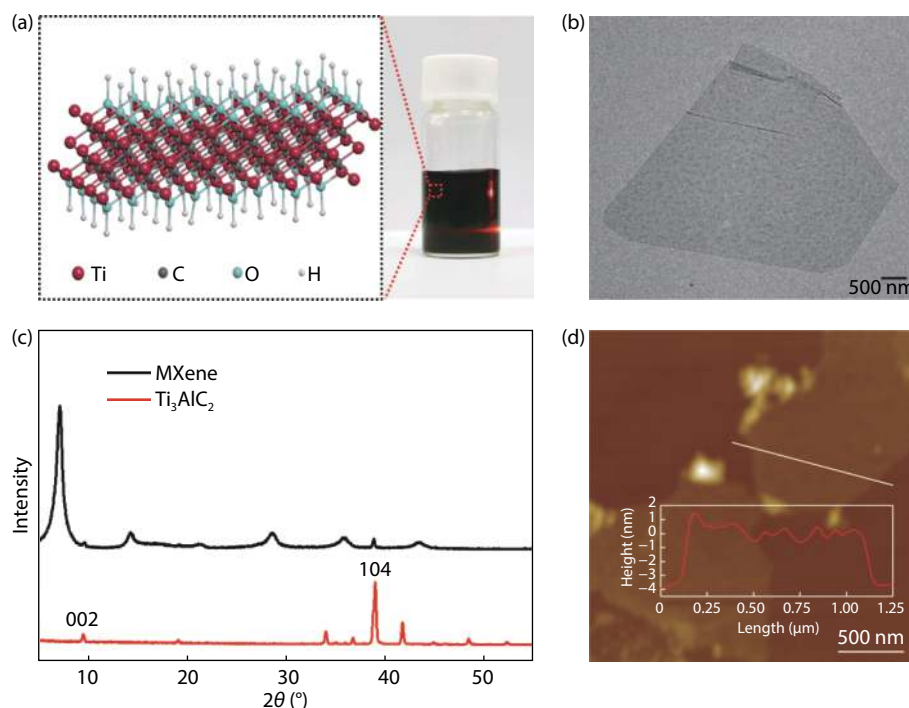 (a)
Ti C O H
(b)
500 nm
(c)
MXene
Ti₃AlC₂
Intensity
002
104
10 20 30 40 50
2θ (°)
(d)
Height (nm)
2
1
0
−1
−2
−3
−4
0 0.25 0.50 0.75 1.00 1.25
Length (μm)
500 nm